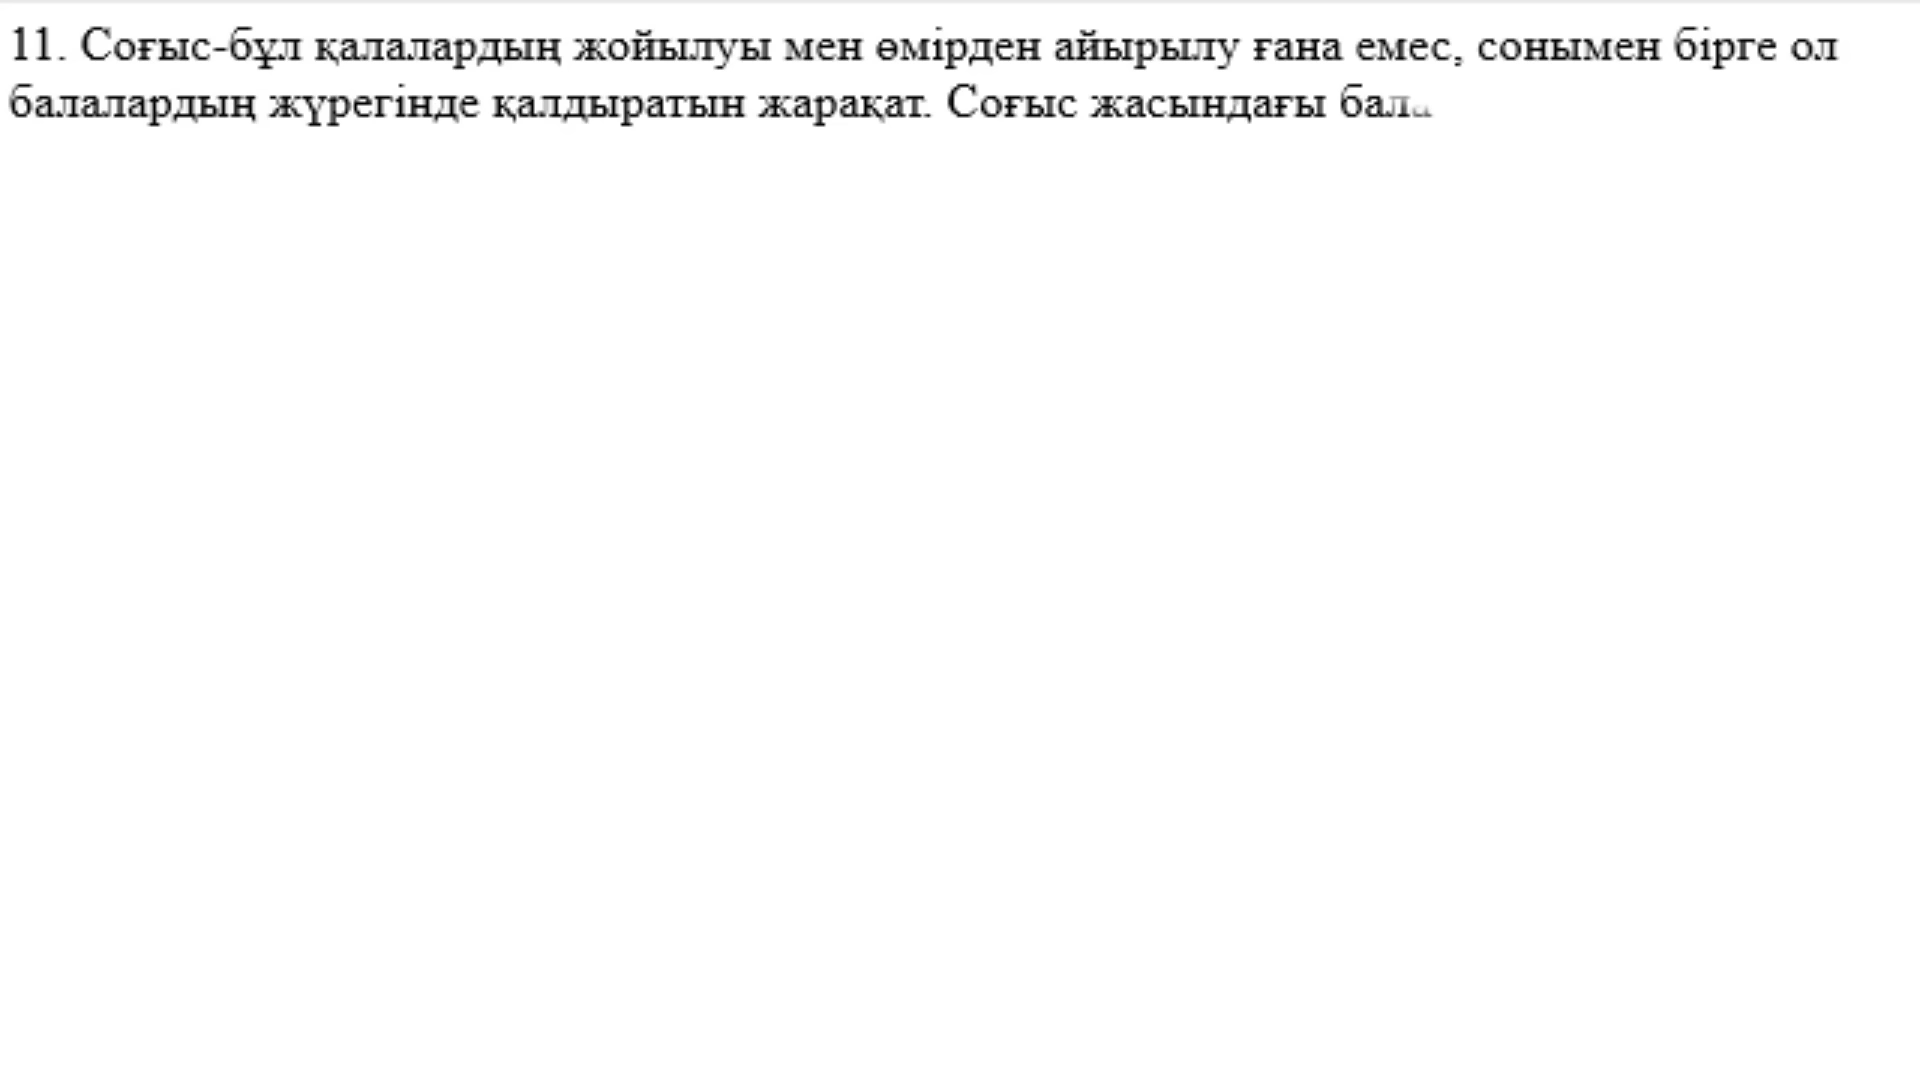 11. Соғыс-бұл қалалардың жойылуы мен өмірден айырылу ғана емес, сонымен бірге ол
балалардың жүрегінде қалдыратын жарақат. Соғыс жасындағы бала